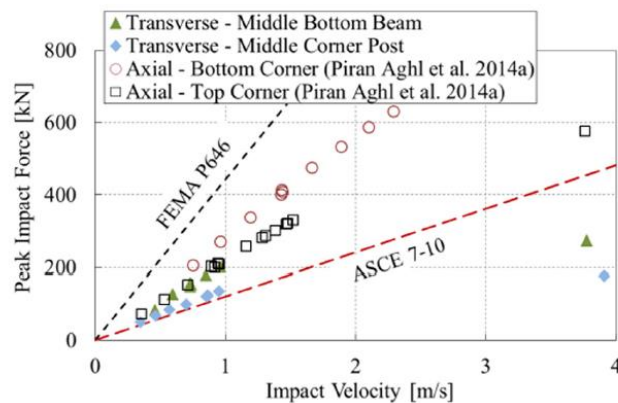 Transverse - Middle Bottom Beam
Transverse - Middle Corner Post
Axial - Bottom Corner (Piran Aghl et al. 2014a)
Axial - Top Corner (Piran Aghl et al. 2014a)
800
600
400
200
0
Peak Impact Force [kN]
FEMA P646
ASCE 7-10
0 1 2 3 4
Impact Velocity [m/s]